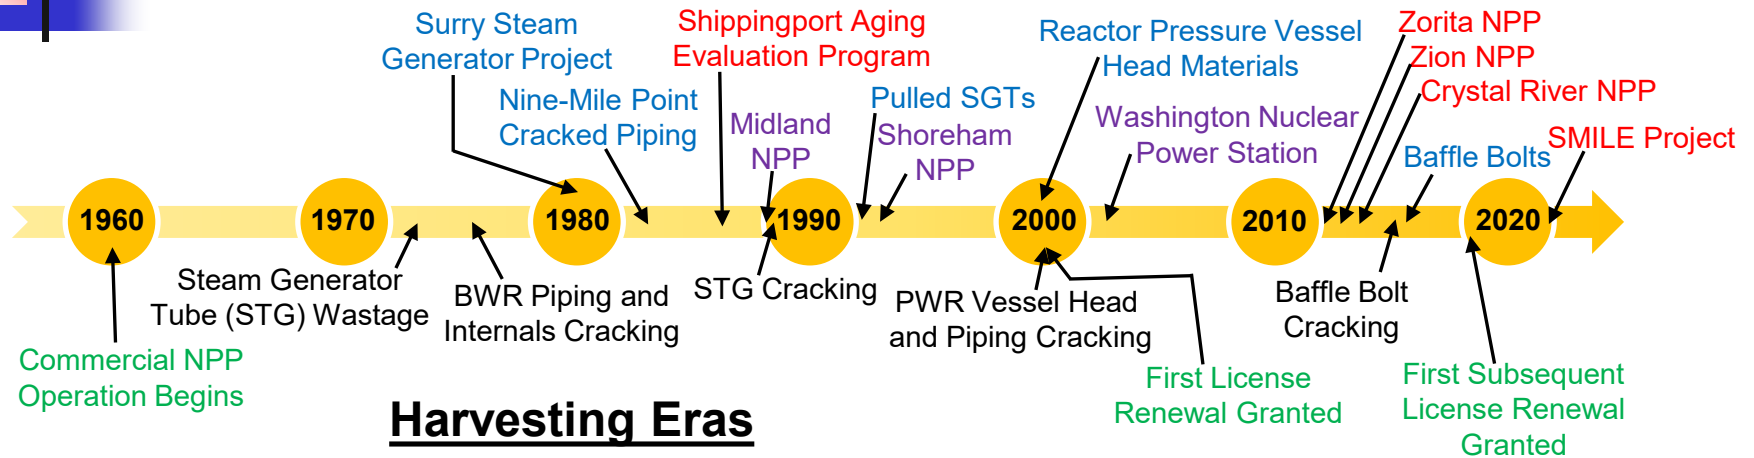 Surry Steam
Generator Project
Nine-Mile Point
Cracked Piping
Shippingport Aging
Evaluation Program
Midland
NPP
Pulled SGTs
Shoreham
NPP
Reactor Pressure Vessel
Head Materials
Washington Nuclear
Power Station
Zorita NPP
Zion NPP
Crystal River NPP
Baffle Bolts
SMILE Project
1960
1970
1980
1990
2000
2010
2020
Commercial NPP
Operation Begins
Steam Generator
Tube (STG) Wastage
BWR Piping and
Internals Cracking
STG Cracking
PWR Vessel Head
and Piping Cracking
First License
Renewal Granted
Baffle Bolt
Cracking
First Subsequent
License Renewal
Granted
Harvesting Eras